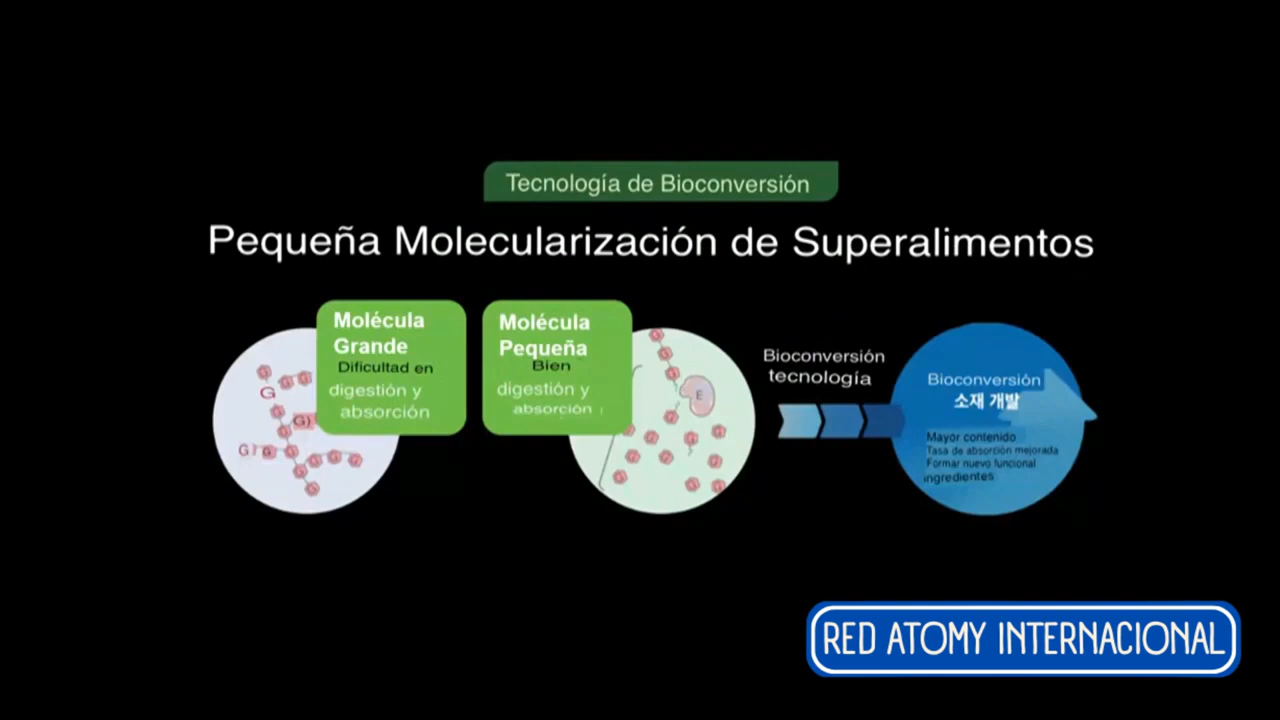 Tecnología de Bioconversión
Pequeña Molecularización de Superalimentos
Molécula
Grande
Dificultad en
digestión y
absorción
G
G)
G)
Molécula
Pequeña
Bien
digestión y
absorción
E
Bioconversión
tecnología
Bioconversión
소재 개발
Mayor contenido
Tasa de absorción mejorada
Formar nuevo funcional
ingredientes
RED ATOMY INTERNACIONAL